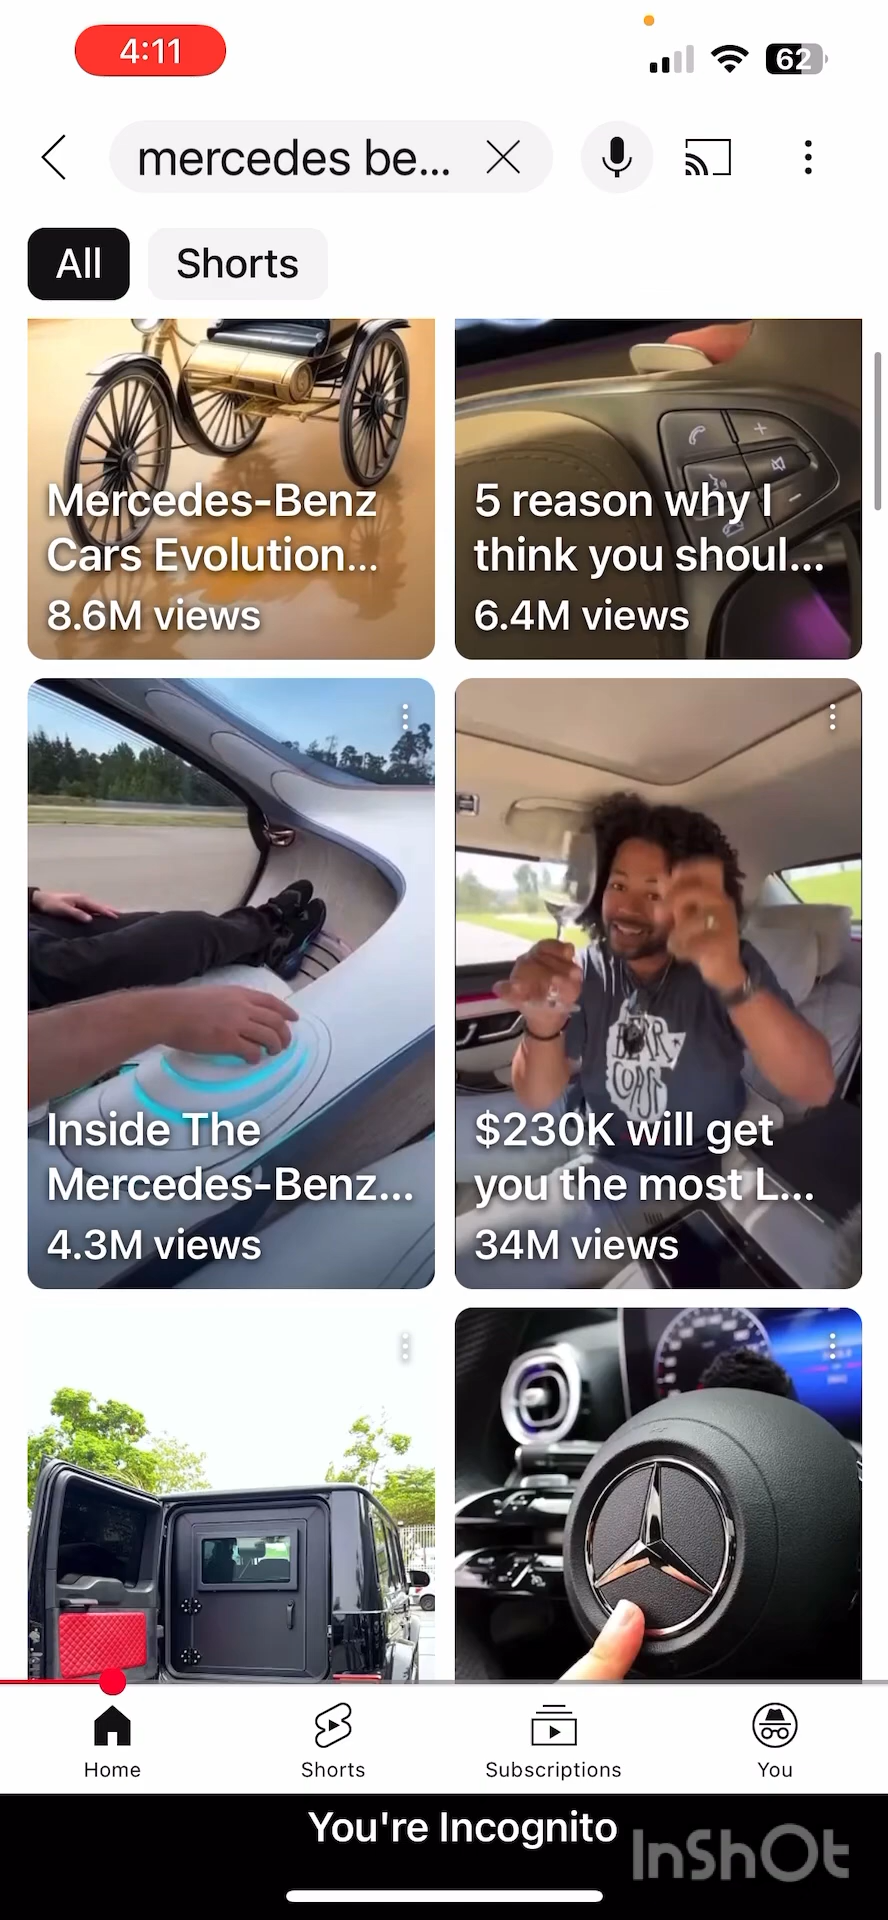 4:11
62
mercedes be...
All
Shorts
Mercedes-Benz
Cars Evolution...
8.6M views
5 reason why I
think you shoul...
6.4M views
BEAR
COAST
Inside The
Mercedes-Benz...
4.3M views
$230K will get
you the most L...
34M views
Home
Shorts
Subscriptions
You
You're Incognito
InShOt